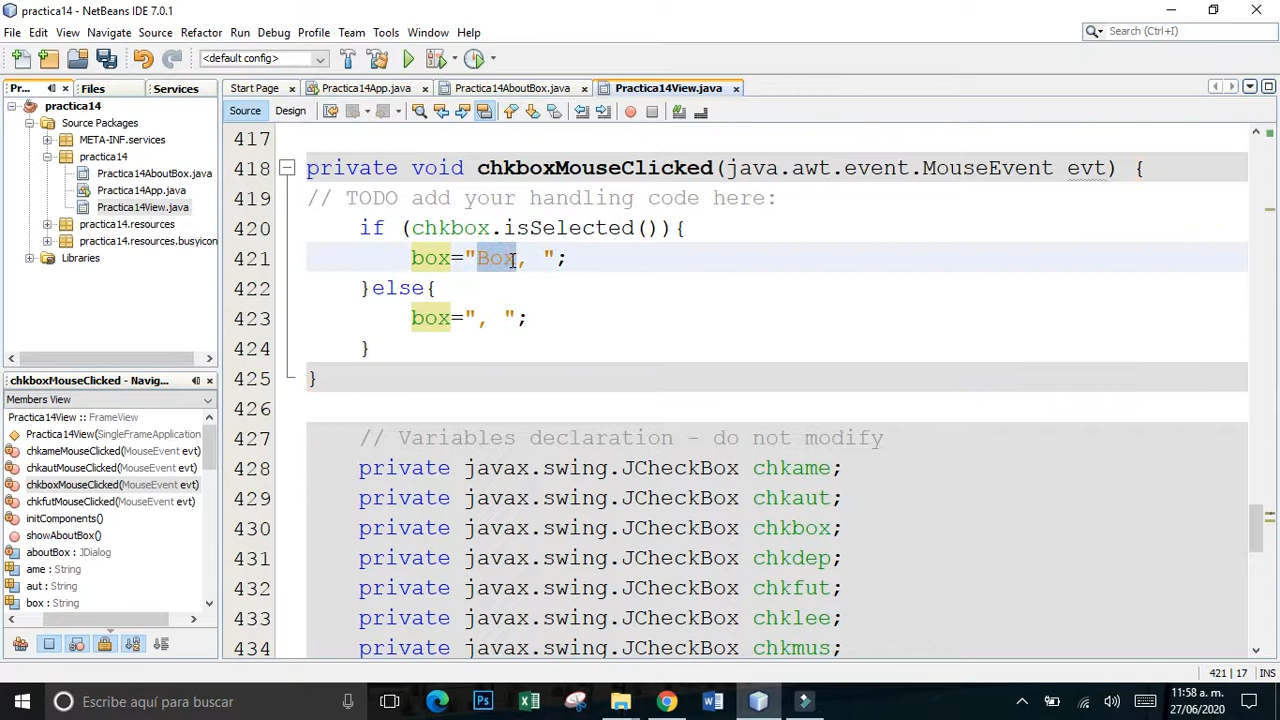 practica14 - NetBeans IDE 7.0.1
File Edit View Navigate Source Refactor Run Debug Profile Team Tools Window Help
Search (Ctrl+I)
<default config>
Pr... Files Services
Start Page Practica14App.java Practica14AboutBox.java Practica14View.java
Source Design
practica14
Source Packages
META-INF.services
practica14
Practica14AboutBox.java
Practica14App.java
Practica14View.java
practica14.resources
practica14.resources.busyicon
Libraries
chkboxMouseClicked - Navig...
Members View
Practica14View :: FrameView
Practica14View(SingleFrameApplication
chkameMouseClicked(MouseEvent evt)
chkautMouseClicked(MouseEvent evt)
chkboxMouseClicked(MouseEvent evt)
chkfutMouseClicked(MouseEvent evt)
initComponents()
showAboutBox()
aboutBox : JDialog
ame : String
aut : String
box : String
417
418 private void chkboxMouseClicked(java.awt.event.MouseEvent evt) {
419 // TODO add your handling code here:
420 if (chkbox.isSelected()){
421 box="Box, ";
422 }else{
423 box=", ";
424 }
425 }
426
427 // Variables declaration - do not modify
428 private javax.swing.JCheckBox chkame;
429 private javax.swing.JCheckBox chkaut;
430 private javax.swing.JCheckBox chkbox;
431 private javax.swing.JCheckBox chkdep;
432 private javax.swing.JCheckBox chkfut;
433 private javax.swing.JCheckBox chklee;
434 private javax.swing.JCheckBox chkmus;
421 | 17 INS
Escribe aquí para buscar
11:58 a. m.
27/06/2020